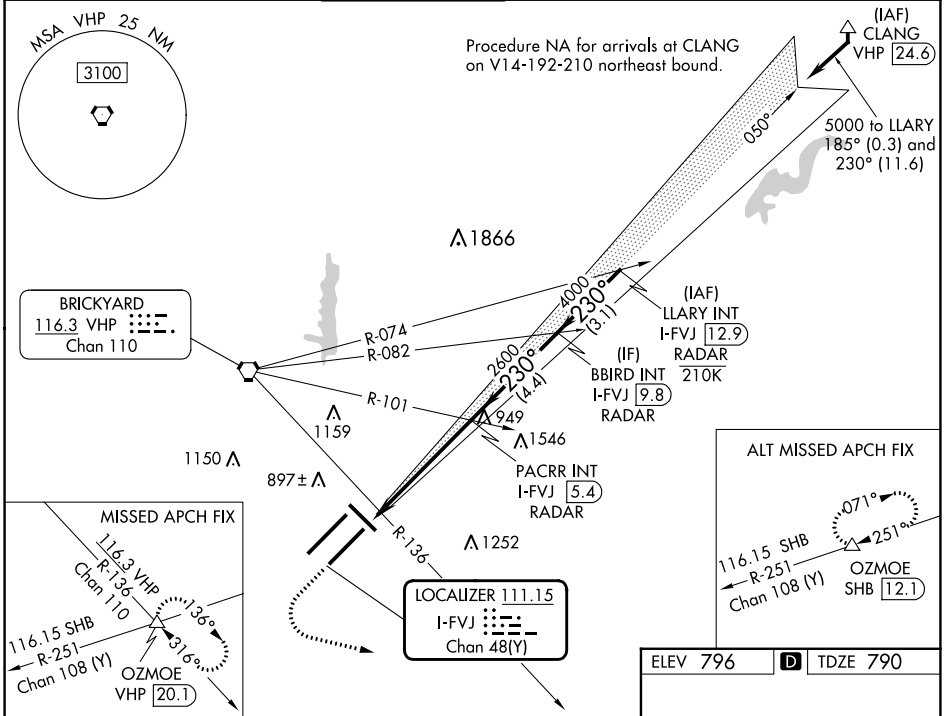 MSA VHP 25 NM
3100
Procedure NA for arrivals at CLANG
on V14-192-210 northeast bound.
(IAF)
CLANG
VHP 24.6
5000 to LLARY
185° (0.3) and
230° (11.6)
050°
1866
BRICKYARD
116.3 VHP
Chan 110
R-074
R-082
R-101
4000
230°
(3.1)
2600
230°
(4.4)
(IAF)
LLARY INT
I-FVJ 12.9
RADAR
210K
(IF)
BBIRD INT
I-FVJ 9.8
RADAR
949
1546
1159
1150
897±
PACRR INT
I-FVJ 5.4
RADAR
R-136
1252
LOCALIZER 111.15
I-FVJ
Chan 48(Y)
MISSED APCH FIX
116.3 VHP
R-136
Chan 110
116.15 SHB
R-251
Chan 108 (Y)
136°
316°
OZMOE
VHP 20.1
ALT MISSED APCH FIX
071°
251°
116.15 SHB
R-251
Chan 108 (Y)
OZMOE
SHB 12.1
ELEV 796 D TDZE 790